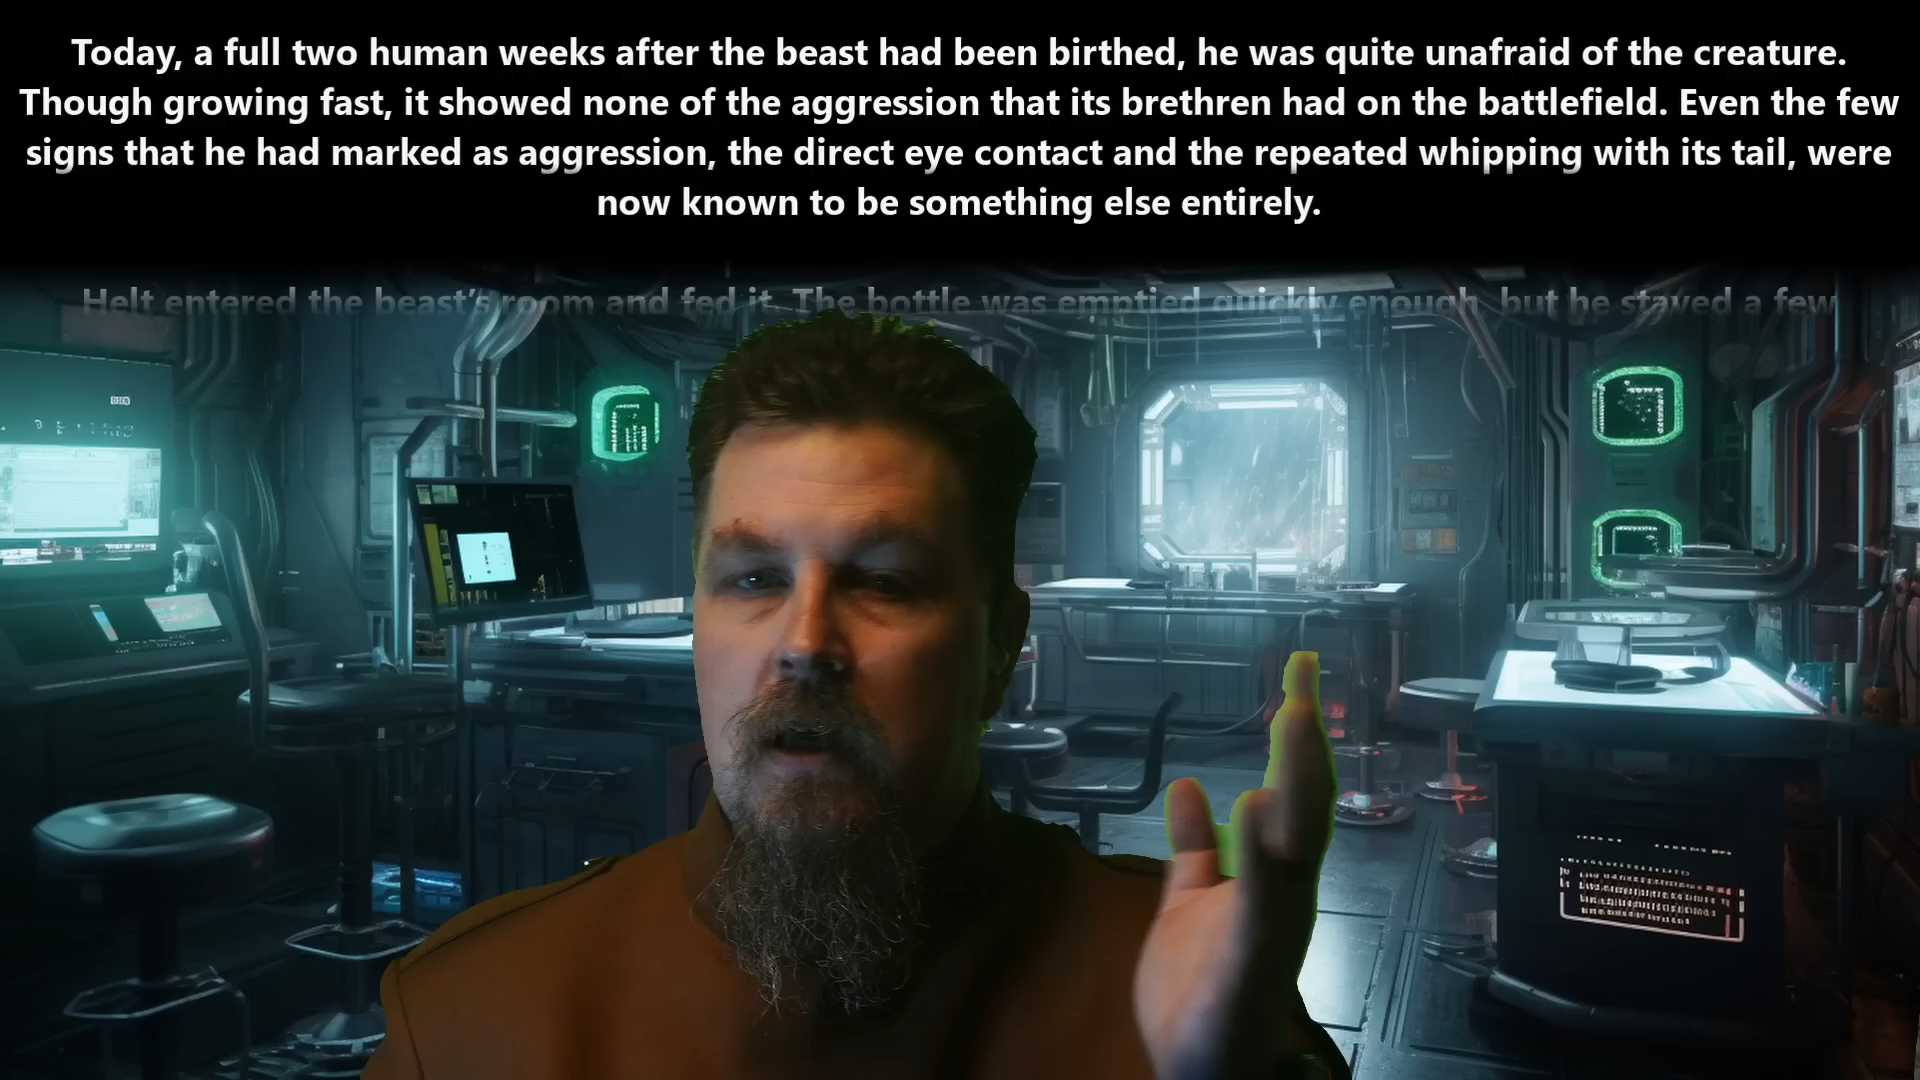 Today, a full two human weeks after the beast had been birthed, he was quite unafraid of the creature.
Though growing fast, it showed none of the aggression that its brethren had on the battlefield. Even the few
signs that he had marked as aggression, the direct eye contact and the repeated whipping with its tail, were
now known to be something else entirely.
Helt entered the beast’s room and fed it. The bottle was emptied quickly enough, but he stayed a few